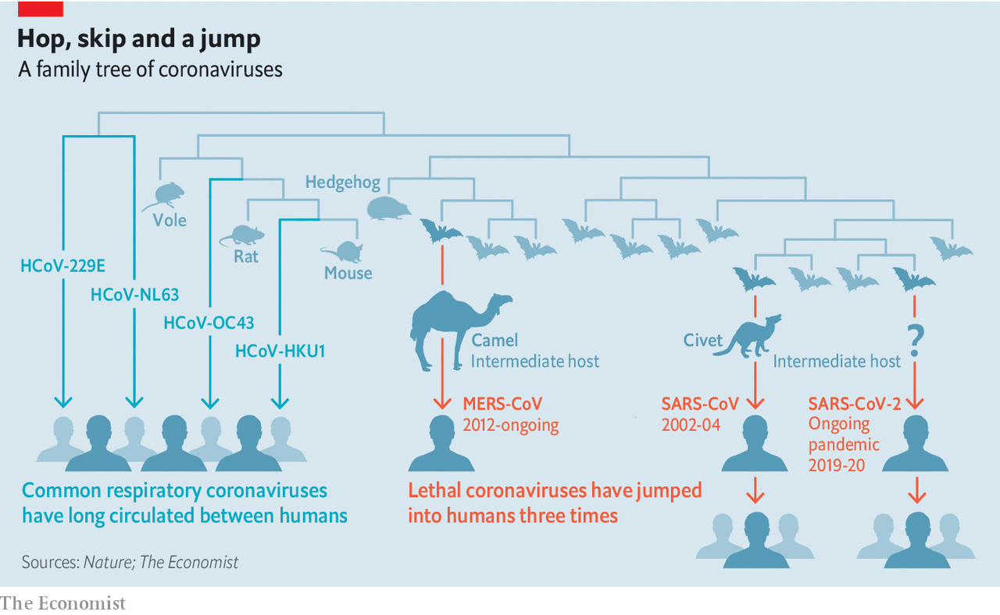 Hop, skip and a jump
A family tree of coronaviruses
Hedgehog
Vole
Rat
Mouse
HCoV-229E
HCoV-NL63
HCoV-OC43
HCoV-HKU1
Camel
Intermediate host
Civet
?
Intermediate host
MERS-CoV
2012-ongoing
SARS-CoV
2002-04
SARS-CoV-2
Ongoing
pandemic
2019-20
Common respiratory coronaviruses
have long circulated between humans
Lethal coronaviruses have jumped
into humans three times
Sources: Nature; The Economist
The Economist